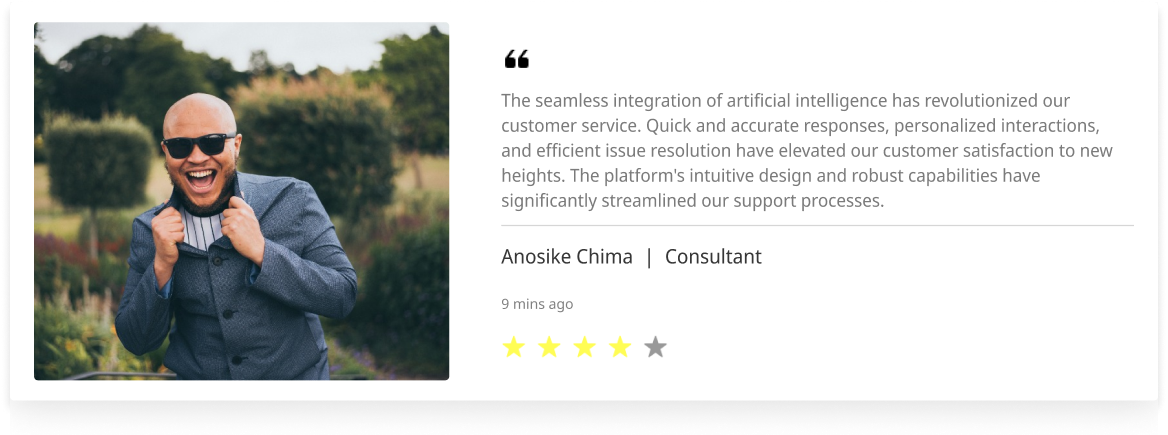 “
The seamless integration of artificial intelligence has revolutionized our
customer service. Quick and accurate responses, personalized interactions,
and efficient issue resolution have elevated our customer satisfaction to new
heights. The platform's intuitive design and robust capabilities have
significantly streamlined our support processes.
Anosike Chima | Consultant
9 mins ago